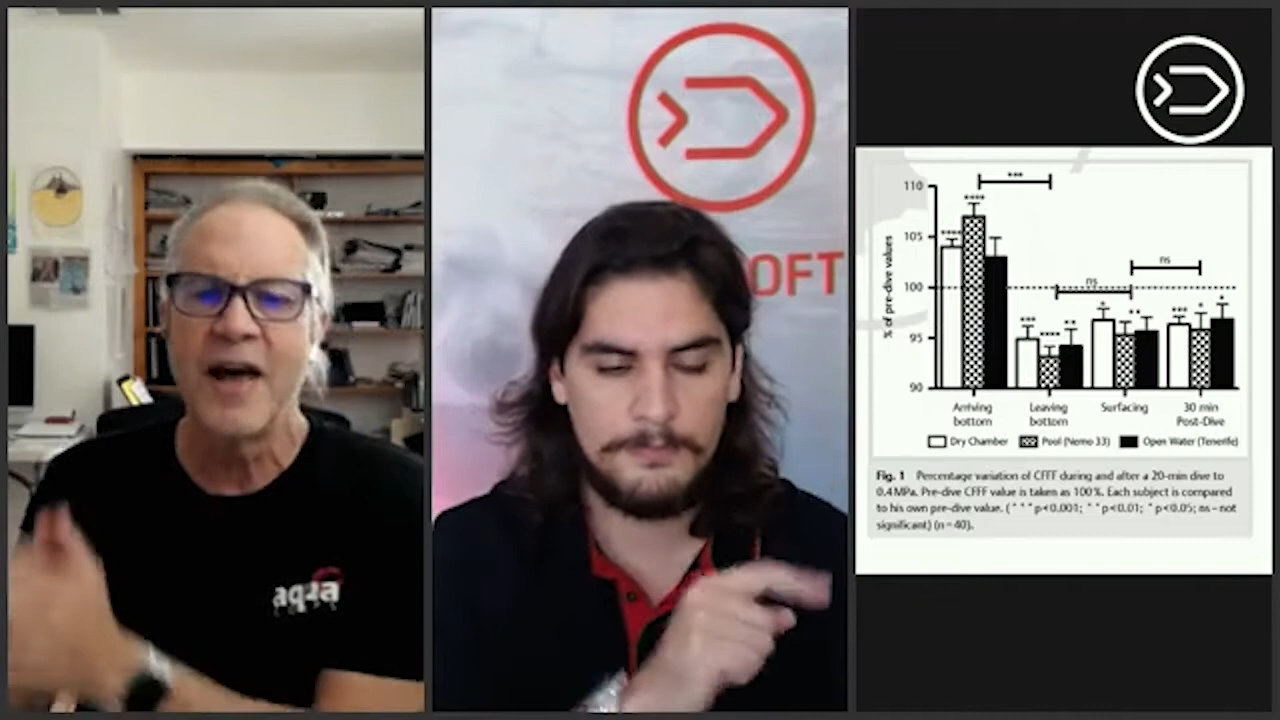 aqua
OFT
***
110
****
****
105
% of pre-dive values
100
ns
ns
***
****
**
*
**
***
*
*
95
90
Arriving bottom
Leaving bottom
Surfacing
30 min Post-Dive
Dry Chamber
Pool (Nemo 33)
Open Water (Tenerife)
Fig. 1 Percentage variation of CFFF during and after a 20-min dive to
0.4 MPa. Pre-dive CFFF value is taken as 100%. Each subject is compared
to his own pre-dive value. (***p<0.001; **p<0.01; *p<0.05; ns–not
significant) (n=40).